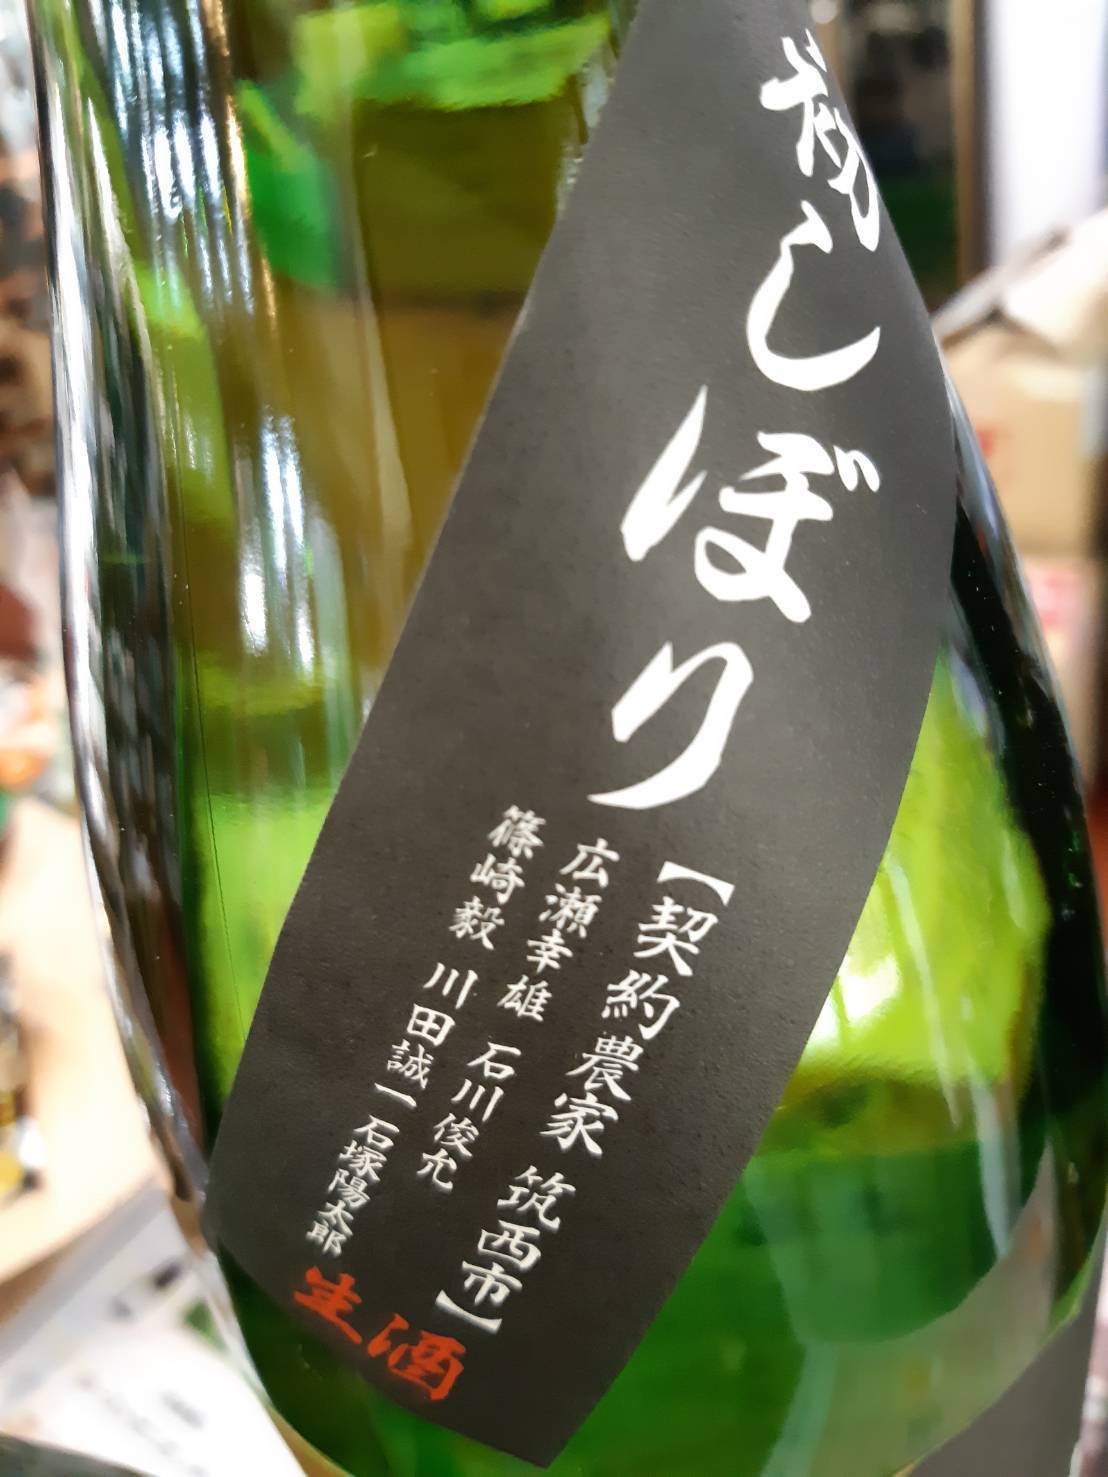 しぼり
【契約農家 筑西市】
広瀬幸雄 石川俊允
篠崎毅 川田誠一 石塚陽太郎
生酒